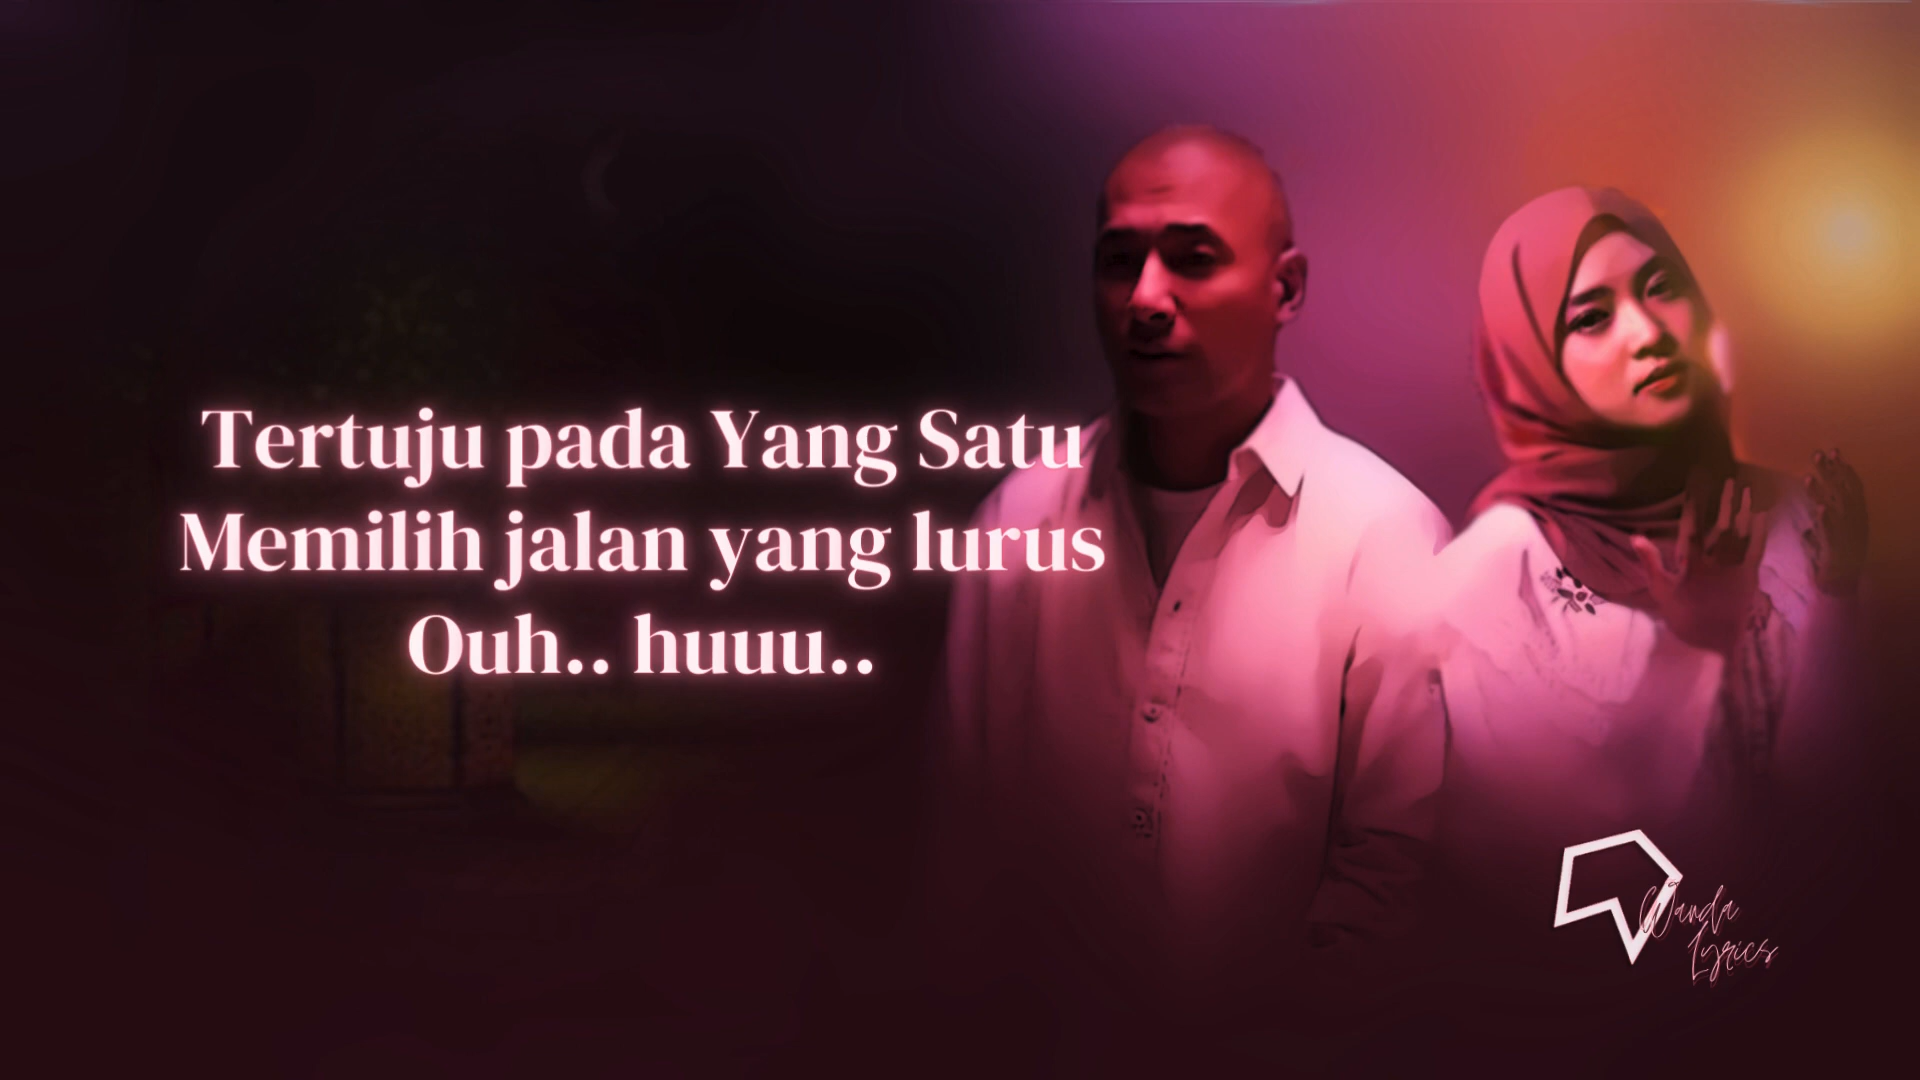 Tertuju pada Yang Satu
Memilih jalan yang lurus
Ouh.. huuu..
Wanda
Lyrics